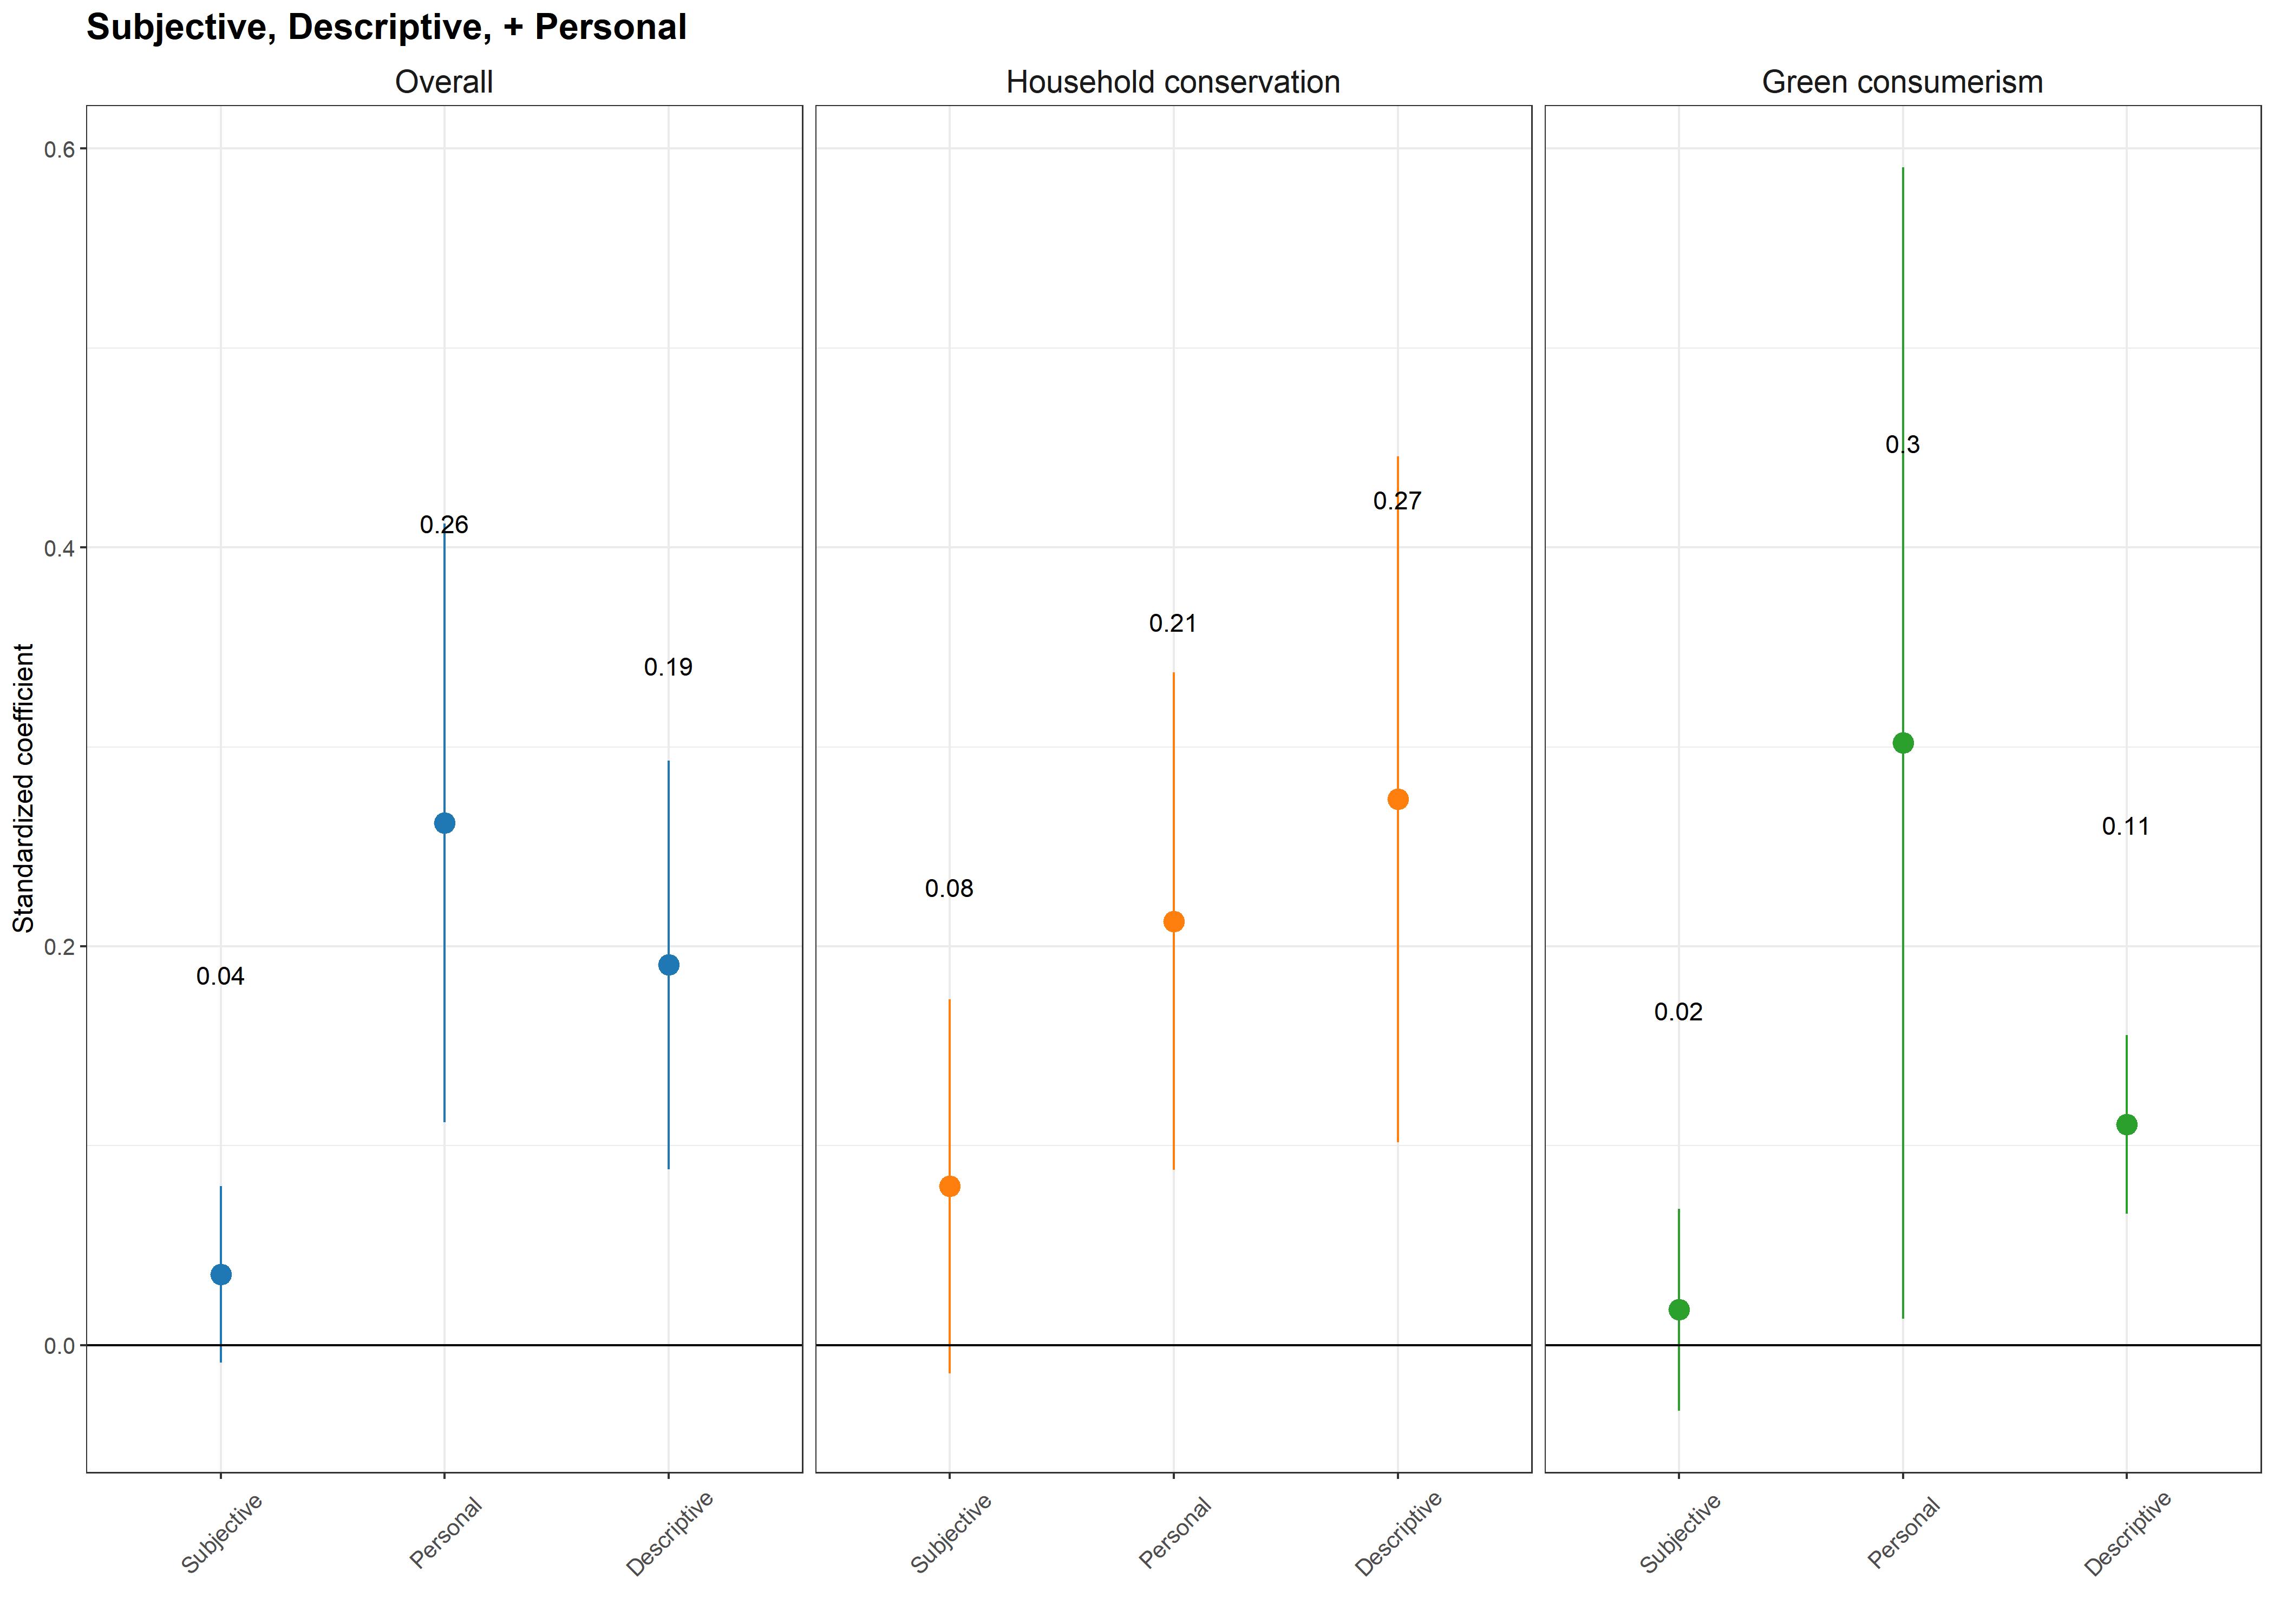 Subjective, Descriptive, + Personal
Overall
Household conservation
Green consumerism
Standardized coefficient
0.6
0.4
0.2
0.0
0.04
0.26
0.19
0.08
0.21
0.27
0.02
0.3
0.11
Subjective
Personal
Descriptive
Subjective
Personal
Descriptive
Subjective
Personal
Descriptive